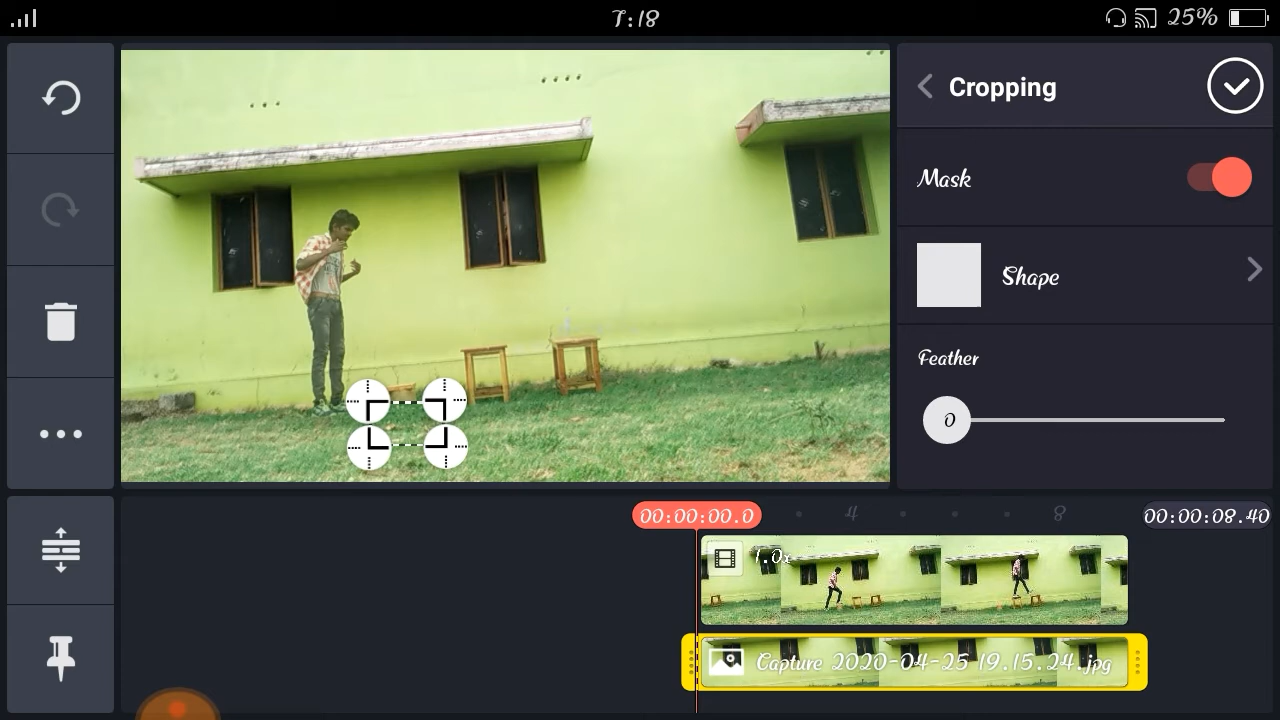 7:18
25%
Cropping
Mask
Shape
Feather
0
00:00:00.0
4
8
00:00:08.40
1.0x
Capture 2020-04-25 19.15.24.jpg